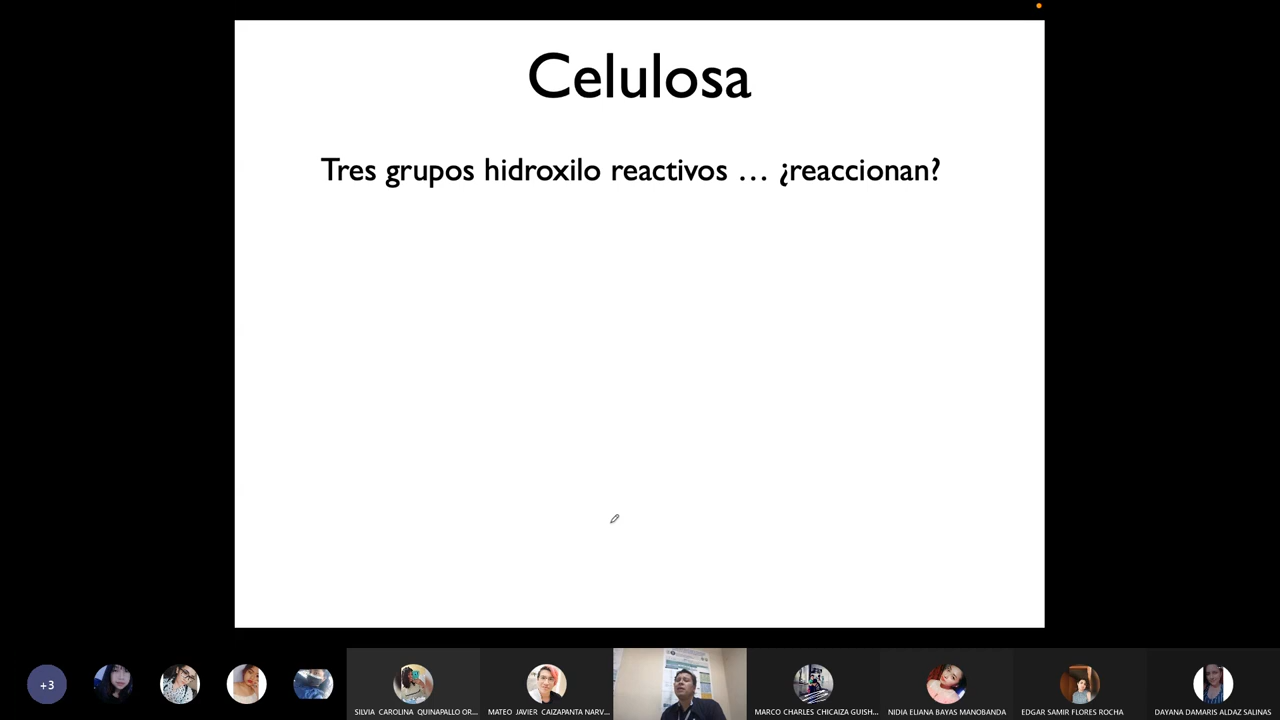 Celulosa
Tres grupos hidroxilo reactivos … ¿reaccionan?
+3
SILVIA CAROLINA QUINAPALLO OR...
MATEO JAVIER CAIZAPANTA NARV...
MARCO CHARLES CHICAIZA GUISH...
NIDIA ELIANA BAYAS MANOBANDA
EDGAR SAMIR FLORES ROCHA
DAYANA DAMARIS ALDAZ SALINAS